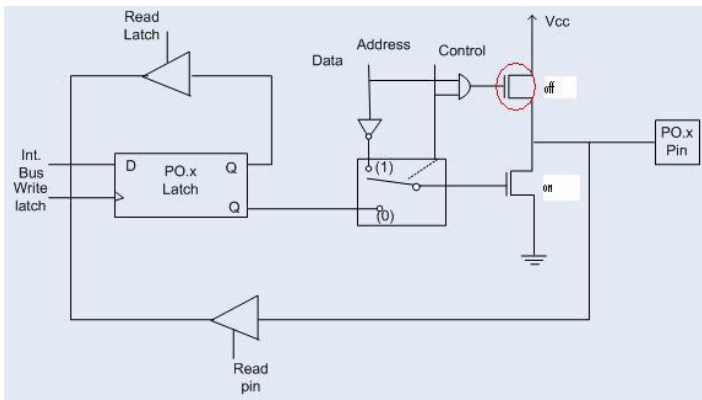 Read
Latch
Vcc
Address
Data
Control
off
PO.x
Pin
Int.
Bus
Write
latch
D
PO.x
Latch
Q
Q
(1)
(0)
Read
pin